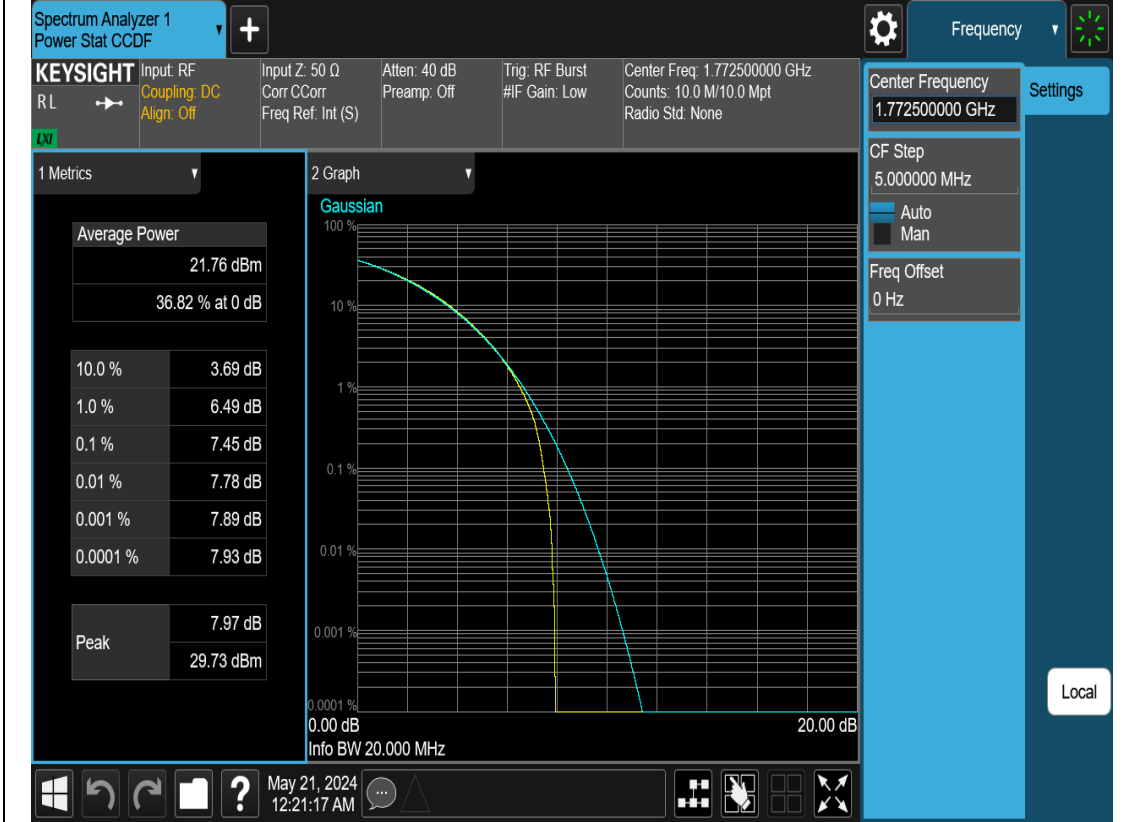 Spectrum Analyzer 1
Power Stat CCDF
Frequency
KEYSIGHT
RL
LXI
Input: RF
Coupling: DC
Align: Off
Input Z: 50 Ω
Corr CCorr
Freq Ref: Int (S)
Atten: 40 dB
Preamp: Off
Trig: RF Burst
#IF Gain: Low
Center Freq: 1.772500000 GHz
Counts: 10.0 M/10.0 Mpt
Radio Std: None
Center Frequency
1.772500000 GHz
Settings
CF Step
5.000000 MHz
Auto
Man
Freq Offset
0 Hz
1 Metrics
Average Power
21.76 dBm
36.82 % at 0 dB
10.0 % 3.69 dB
1.0 % 6.49 dB
0.1 % 7.45 dB
0.01 % 7.78 dB
0.001 % 7.89 dB
0.0001 % 7.93 dB
Peak
7.97 dB
29.73 dBm
2 Graph
Gaussian
100 %
10 %
1 %
0.1 %
0.01 %
0.001 %
0.0001 %
0.00 dB 20.00 dB
Info BW 20.000 MHz
Local
?
May 21, 2024
12:21:17 AM